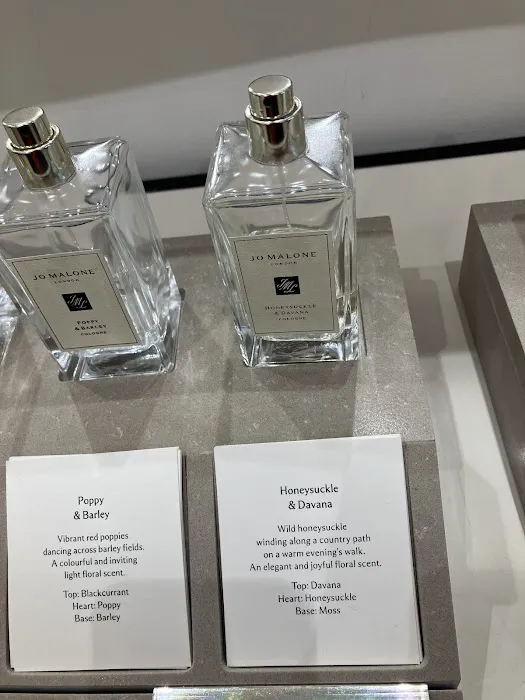 JO MALONE
LONDON
JML
POPPY
& BARLEY
COLOGNE
JO MALONE
LONDON
JML
HONEYSUCKLE
& DAVANA
COLOGNE
Poppy
& Barley
Vibrant red poppies
dancing across barley fields.
A colourful and inviting
light floral scent.
Top: Blackcurrant
Heart: Poppy
Base: Barley
Honeysuckle
& Davana
Wild honeysuckle
winding along a country path
on a warm evening's walk.
An elegant and joyful floral scent.
Top: Davana
Heart: Honeysuckle
Base: Moss